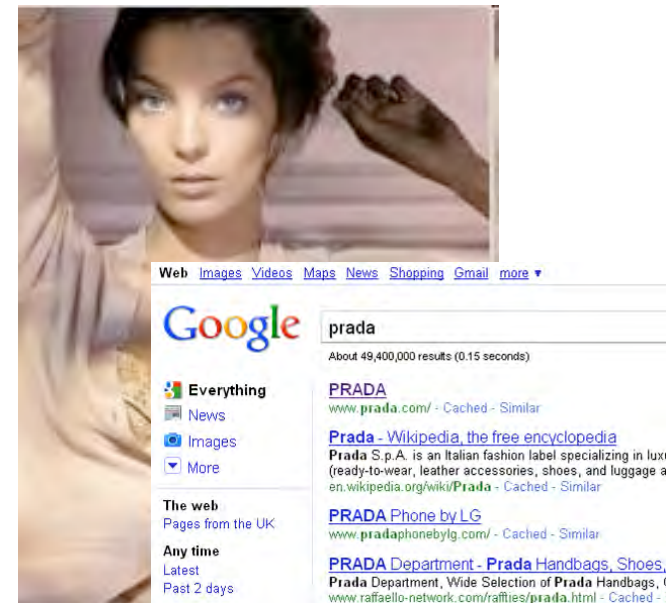 Web Images Videos Maps News Shopping Gmail more ▼
Google
prada
About 49,400,000 results (0.15 seconds)
Everything
News
Images
More
The web
Pages from the UK
Any time
Latest
Past 2 days
PRADA
www.prada.com/ - Cached - Similar
Prada - Wikipedia, the free encyclopedia
Prada S.p.A. is an Italian fashion label specializing in
(ready-to-wear, leather accessories, shoes, and luggage
en.wikipedia.org/wiki/Prada - Cached - Similar
PRADA Phone by LG
www.pradaphonebylg.com/ - Cached - Similar
PRADA Department - Prada Handbags, Shoes,
Prada Department, Wide Selection of Prada Handbags,
www.raffaello-network.com/raffties/prada.html - Cached -